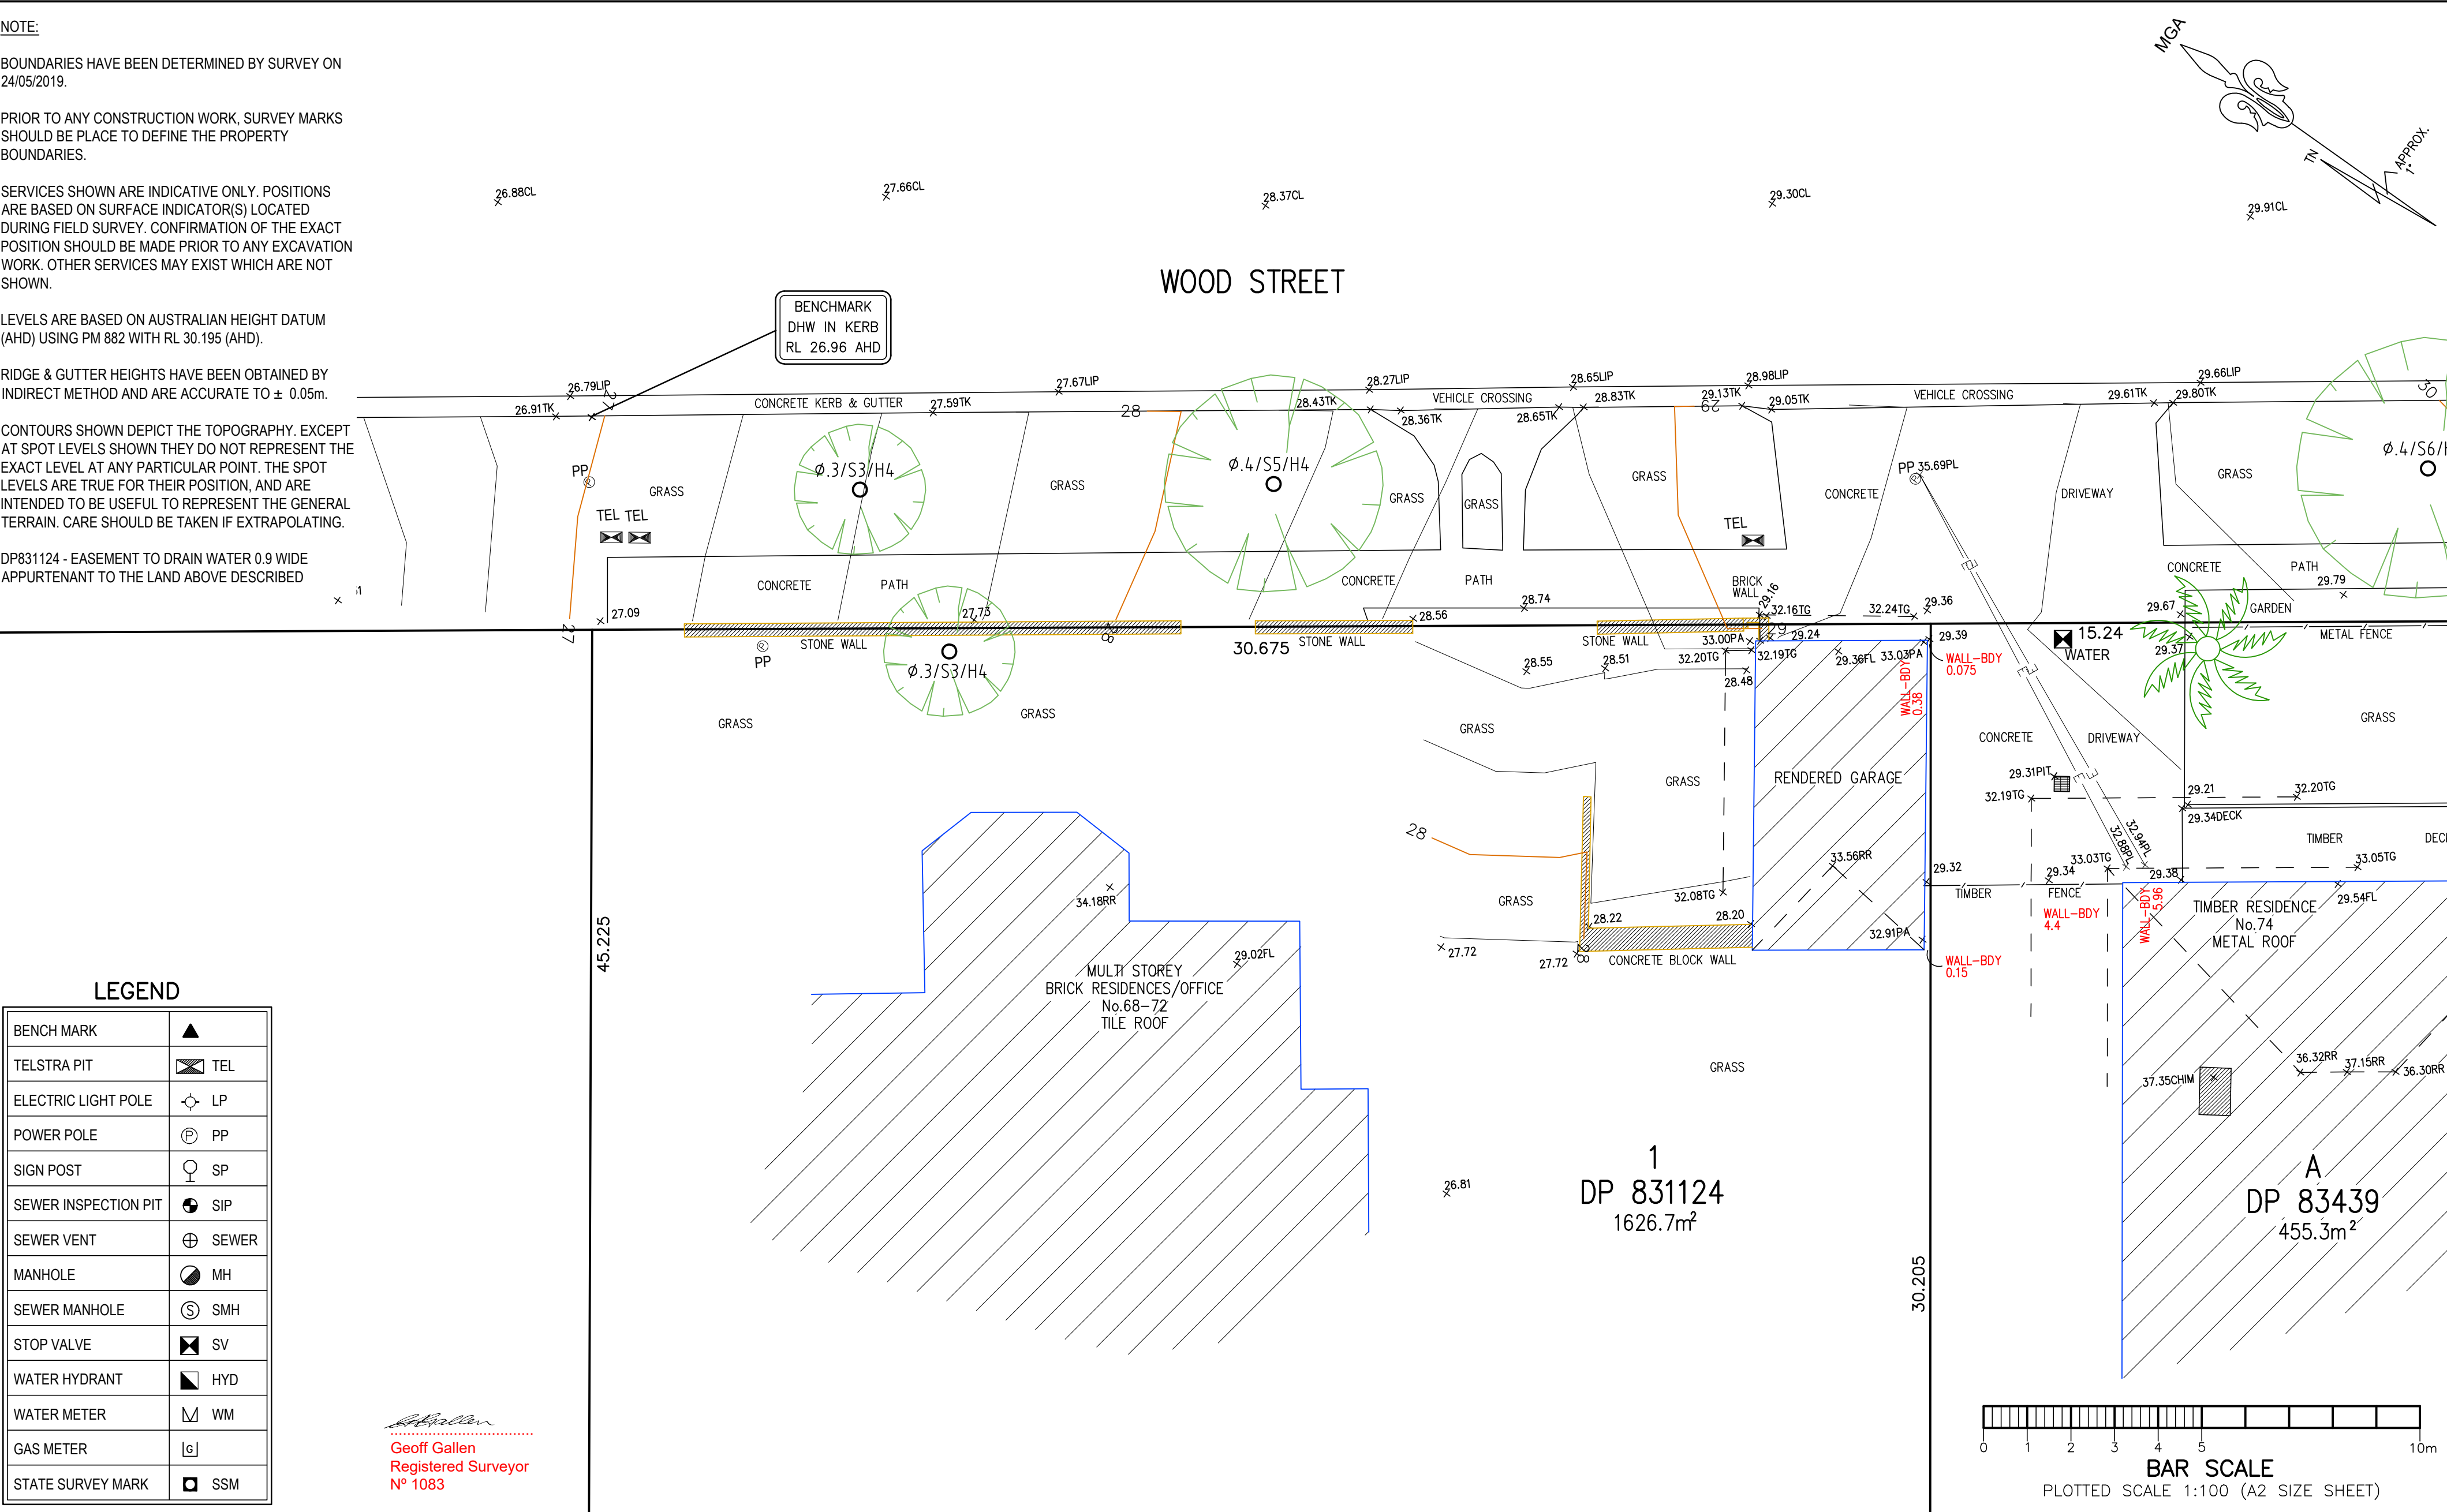 NOTE:
BOUNDARIES HAVE BEEN DETERMINED BY SURVEY ON
24/05/2019.
PRIOR TO ANY CONSTRUCTION WORK, SURVEY MARKS
SHOULD BE PLACE TO DEFINE THE PROPERTY
BOUNDARIES.
SERVICES SHOWN ARE INDICATIVE ONLY. POSITIONS
ARE BASED ON SURFACE INDICATOR(S) LOCATED
DURING FIELD SURVEY. CONFIRMATION OF THE EXACT
POSITION SHOULD BE MADE PRIOR TO ANY EXCAVATION
WORK. OTHER SERVICES MAY EXIST WHICH ARE NOT
SHOWN.
LEVELS ARE BASED ON AUSTRALIAN HEIGHT DATUM
(AHD) USING PM 882 WITH RL 30.195 (AHD).
RIDGE & GUTTER HEIGHTS HAVE BEEN OBTAINED BY
INDIRECT METHOD AND ARE ACCURATE TO ± 0.05m.
CONTOURS SHOWN DEPICT THE TOPOGRAPHY. EXCEPT
AT SPOT LEVELS SHOWN THEY DO NOT REPRESENT THE
EXACT LEVEL AT ANY PARTICULAR POINT. THE SPOT
LEVELS ARE TRUE FOR THEIR POSITION, AND ARE
INTENDED TO BE USEFUL TO REPRESENT THE GENERAL
TERRAIN. CARE SHOULD BE TAKEN IF EXTRAPOLATING.
DP831124 - EASEMENT TO DRAIN WATER 0.9 WIDE
APPURTENANT TO THE LAND ABOVE DESCRIBED
MGA
TN
APPROX.
1°
26.88CL
27.66CL
28.37CL
29.30CL
29.91CL
WOOD STREET
BENCHMARK
DHW IN KERB
RL 26.96 AHD
26.79LIP
27.67LIP
28.27LIP
28.65LIP
28.98LIP
29.66LIP
27
26.91TK
CONCRETE KERB & GUTTER
27.59TK
28
28.43TK
28.36TK
VEHICLE CROSSING
28.65TK
28.83TK
29.13TK
29
29.05TK
VEHICLE CROSSING
29.61TK
29.80TK
30
PP
GRASS
Ø.3/S3/H4
GRASS
Ø.4/S5/H4
GRASS
GRASS
GRASS
CONCRETE
PP 35.69PL
DRIVEWAY
GRASS
Ø.4/S6/
TEL TEL
TEL
E
CONCRETE
PATH
CONCRETE
PATH
BRICK
WALL
29.16
CONCRETE
PATH
29.79
27
27.09
27.73
28
28.56
28.74
32.16TG
32.24TG
29.36
29.67
GARDEN
PP
STONE WALL
Ø.3/S3/H4
30.675
STONE WALL
STONE WALL
29
29.24
33.00PA
32.20TG
32.19TG
29.36FL
33.03PA
29.39
15.24
WATER
29.37
METAL FENCE
28.55
28.51
28.48
WALL-BDY
0.38
WALL-BDY
0.075
E
GRASS
GRASS
GRASS
GRASS
RENDERED GARAGE
CONCRETE
DRIVEWAY
GRASS
29.31PIT
E
E
32.19TG
29.21
32.20TG
29.34DECK
TIMBER
28
33.56RR
32.88PL
32.94PL
33.03TG
33.05TG
34.18RR
GRASS
32.08TG
29.32
TIMBER
FENCE
29.34
29.38
WALL-BDY
4.4
WALL-BDY
5.96
29.54FL
TIMBER RESIDENCE
No.74
METAL ROOF
28.22
28.20
32.91PA
45.225
29.02FL
27.72
27.72
28
CONCRETE BLOCK WALL
WALL-BDY
0.15
MULTI STOREY
BRICK RESIDENCES/OFFICE
No.68-72
TILE ROOF
GRASS
36.32RR
37.15RR
36.30RR
37.35CHIM
26.81
1
DP 831124
1626.7m²
A
DP 83439
455.3m²
30.205
LEGEND
BENCH MARK
TELSTRA PIT TEL
ELECTRIC LIGHT POLE LP
POWER POLE P PP
SIGN POST SP
SEWER INSPECTION PIT SIP
SEWER VENT SEWER
MANHOLE MH
SEWER MANHOLE S SMH
STOP VALVE SV
WATER HYDRANT HYD
WATER METER WM
GAS METER G
STATE SURVEY MARK SSM
Geoff Gallen
Registered Surveyor
Nº 1083
0 1 2 3 4 5 10m
BAR SCALE
PLOTTED SCALE 1:100 (A2 SIZE SHEET)